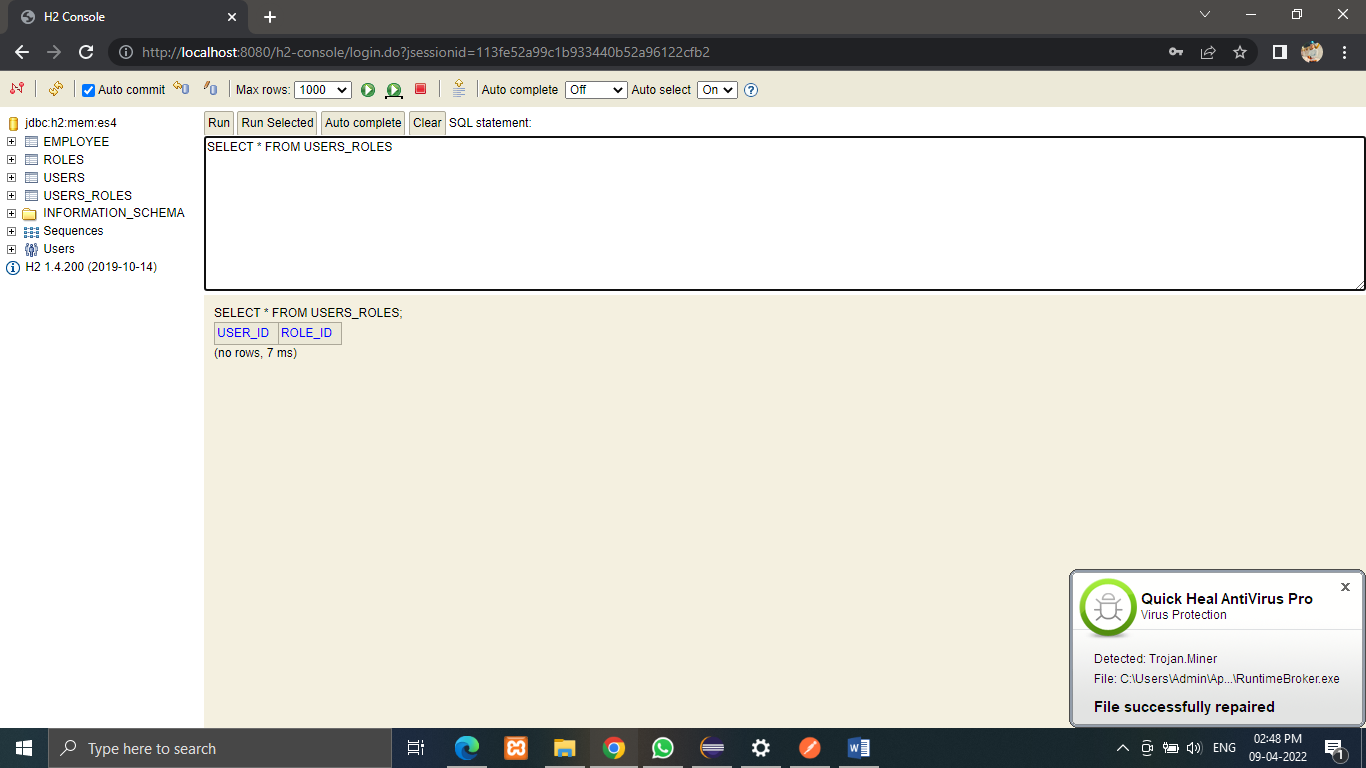 H2 Console
http://localhost:8080/h2-console/login.do?jsessionid=113fe52a99c1b933440b52a96122cfb2
Auto commit Max rows: 1000 Auto complete Off Auto select On
jdbc:h2:mem:es4
EMPLOYEE
ROLES
USERS
USERS_ROLES
INFORMATION_SCHEMA
Sequences
Users
H2 1.4.200 (2019-10-14)
Run Run Selected Auto complete Clear SQL statement:
SELECT * FROM USERS_ROLES
SELECT * FROM USERS_ROLES;
USER_ID ROLE_ID
(no rows, 7 ms)
Quick Heal AntiVirus Pro
Virus Protection
Detected: Trojan.Miner
File: C:\Users\Admin\Ap...\RuntimeBroker.exe
File successfully repaired
Type here to search
ENG
02:48 PM
09-04-2022
1